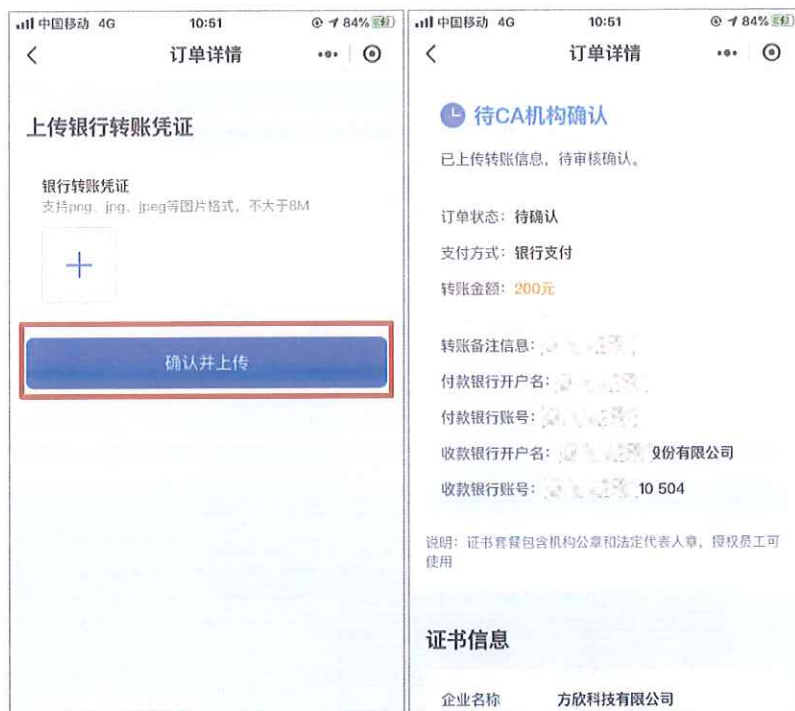 中国移动 4G
10:51
84%
订单详情
上传银行转账凭证
银行转账凭证
支持png、jpg、jpeg等图片格式，不大于8M
确认并上传
中国移动 4G
10:51
84%
订单详情
待CA机构确认
已上传转账信息，待审核确认。
订单状态：待确认
支付方式：银行支付
转账金额：200元
转账备注信息：
付款银行开户名：
付款银行账号：
收款银行开户名：股份有限公司
收款银行账号：10 504
说明：证书套餐包含机构公章和法定代表人章，授权员工可
使用
证书信息
企业名称 方欣科技有限公司